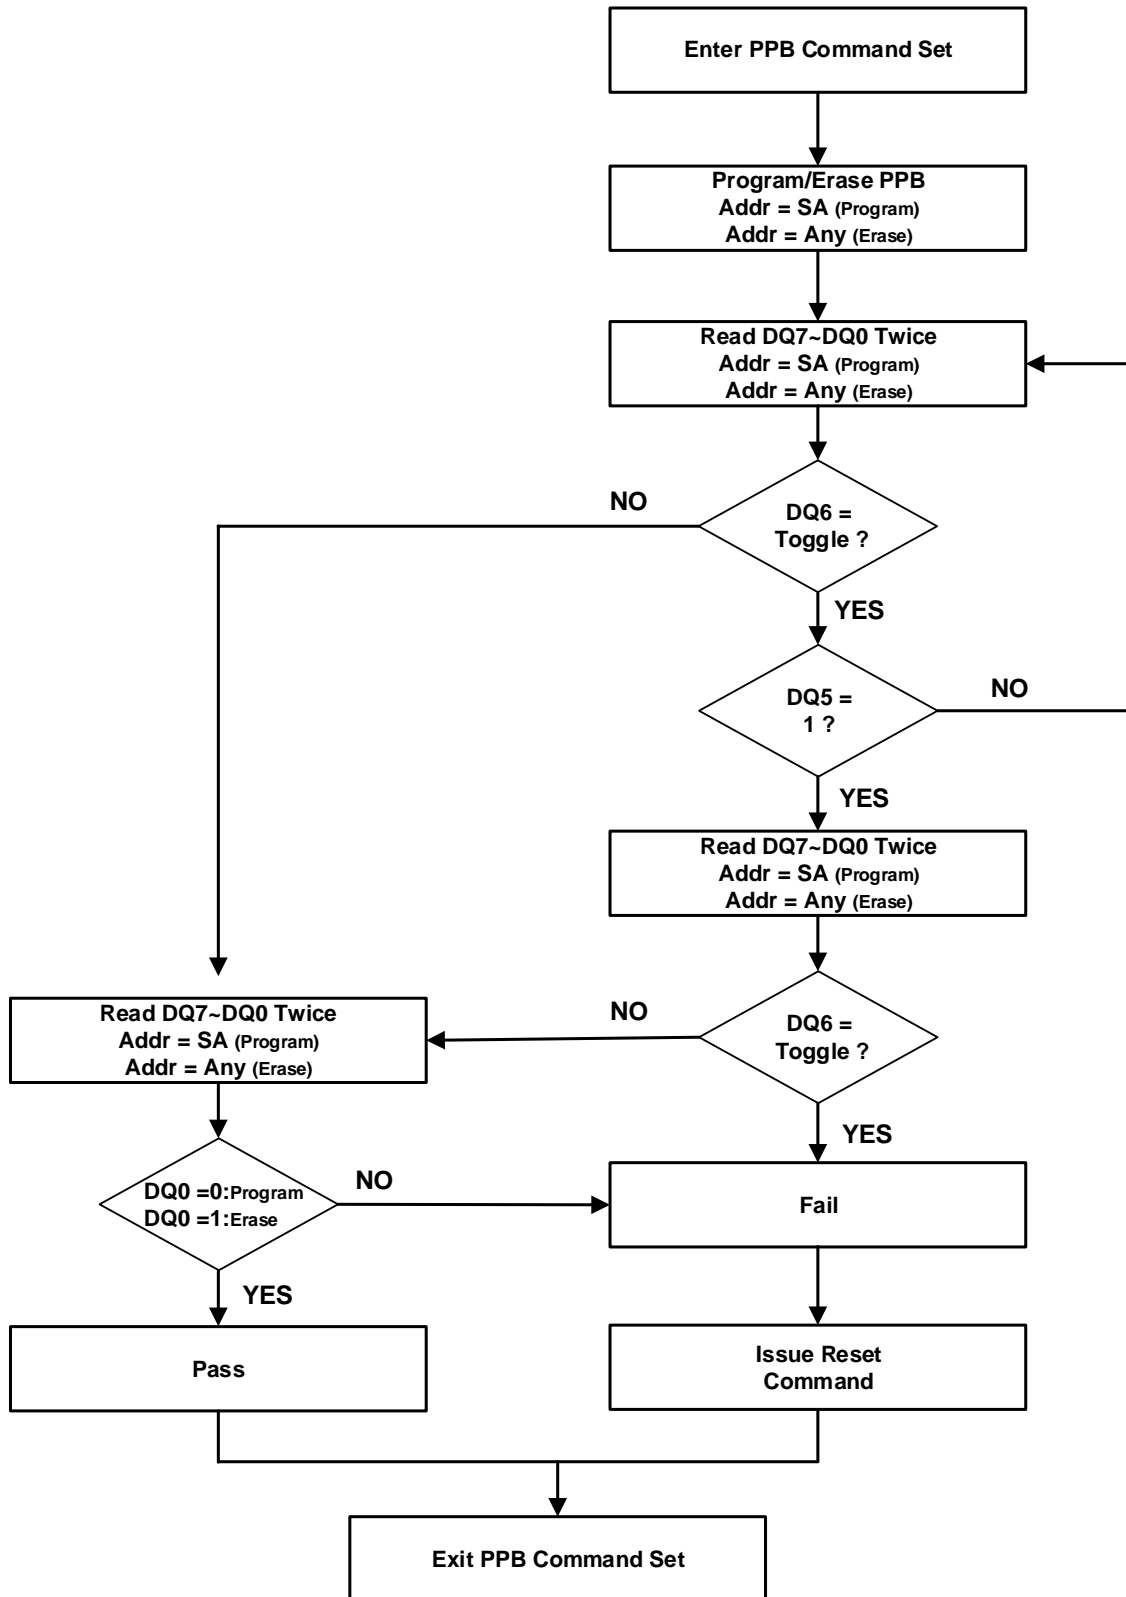 Enter PPB Command Set
Program/Erase PPB
Addr = SA (Program)
Addr = Any (Erase)
Read DQ7~DQ0 Twice
Addr = SA (Program)
Addr = Any (Erase)
NO
DQ6 =
Toggle ?
YES
DQ5 =
1 ?
NO
YES
Read DQ7~DQ0 Twice
Addr = SA (Program)
Addr = Any (Erase)
Read DQ7~DQ0 Twice
Addr = SA (Program)
Addr = Any (Erase)
NO
DQ6 =
Toggle ?
YES
DQ0 =0:Program
DQ0 =1:Erase
NO
Fail
YES
Pass
Issue Reset
Command
Exit PPB Command Set